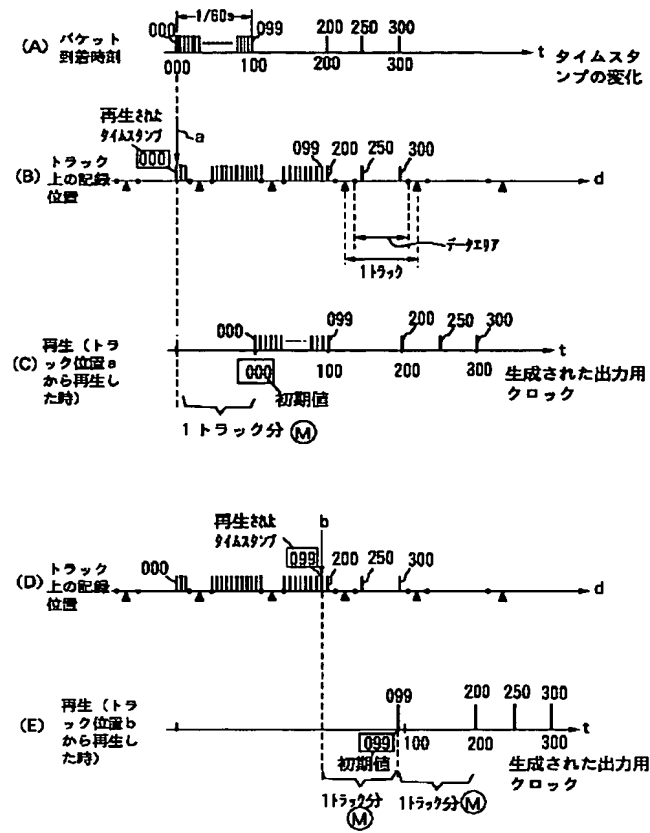 1/60s
000 099 200 250 300
(A) パケット
到着時刻
000 100 200 300 t
タイムスタ
ンプの変化
再生された
タイムスタンプ
a
000
099 200 250 300
(B) トラック
上の記録
位置
d
データエリア
1トラック
000 099 200 250 300
(C) 再生(トラ
ック位置a
から再生し
た時)
t
000 100 200 300
初期値
生成された出力用
クロック
1トラック分 M
再生された
タイムスタンプ
b
099
000 200 250 300
(D) トラック
上の記録
位置
d
099 200 250 300
(E) 再生(トラ
ック位置b
から再生し
た時)
t
099 100 200 300
初期値
生成された出力用
クロック
1トラック分 M
1トラック分 M